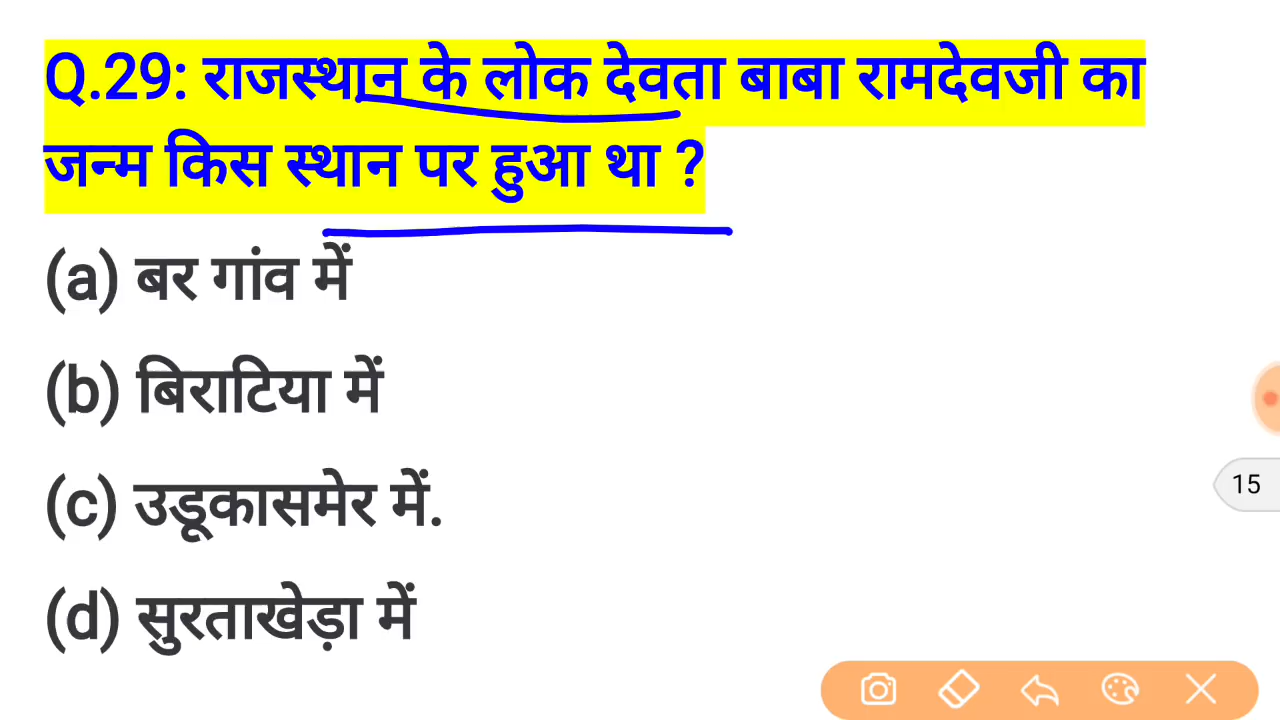 Q.29: राजस्थान के लोक देवता बाबा रामदेवजी का
जन्म किस स्थान पर हुआ था ?
(a) बर गांव में
(b) बिराटिया में
(c) उडूकासमेर में.
(d) सुरताखेड़ा में
15